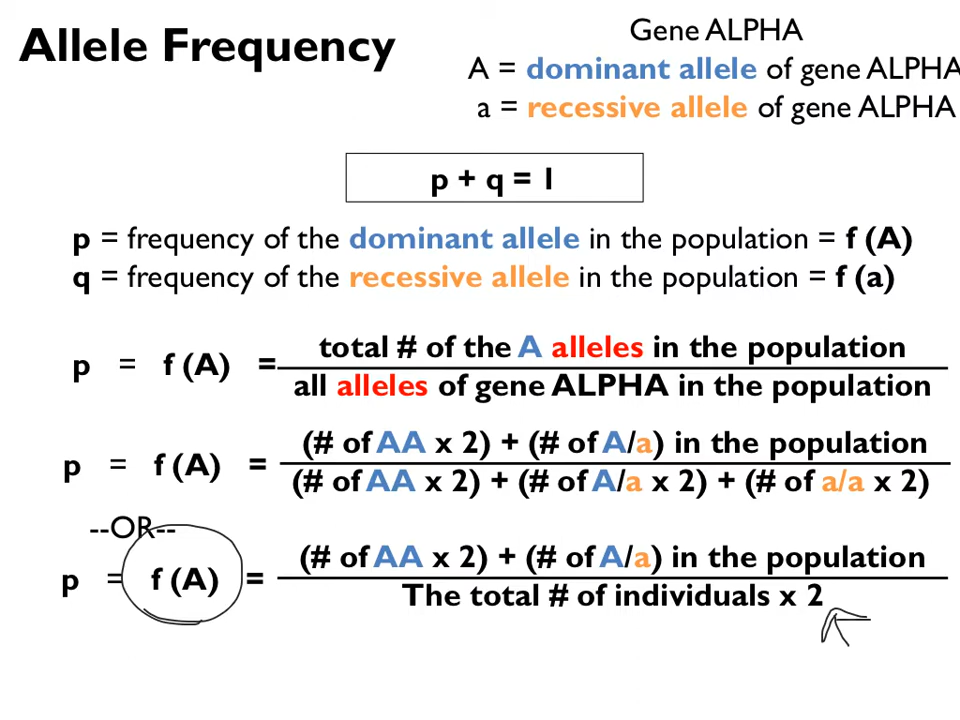 Allele Frequency
Gene ALPHA
A = dominant allele of gene ALPHA
a = recessive allele of gene ALPHA
p + q = 1
p = frequency of the dominant allele in the population = f (A)
q = frequency of the recessive allele in the population = f (a)
p = f (A) = total # of the A alleles in the population
all alleles of gene ALPHA in the population
p = f (A) = (# of AA x 2) + (# of A/a) in the population
(# of AA x 2) + (# of A/a x 2) + (# of a/a x 2)
--OR--
p = f (A) = (# of AA x 2) + (# of A/a) in the population
The total # of individuals x 2